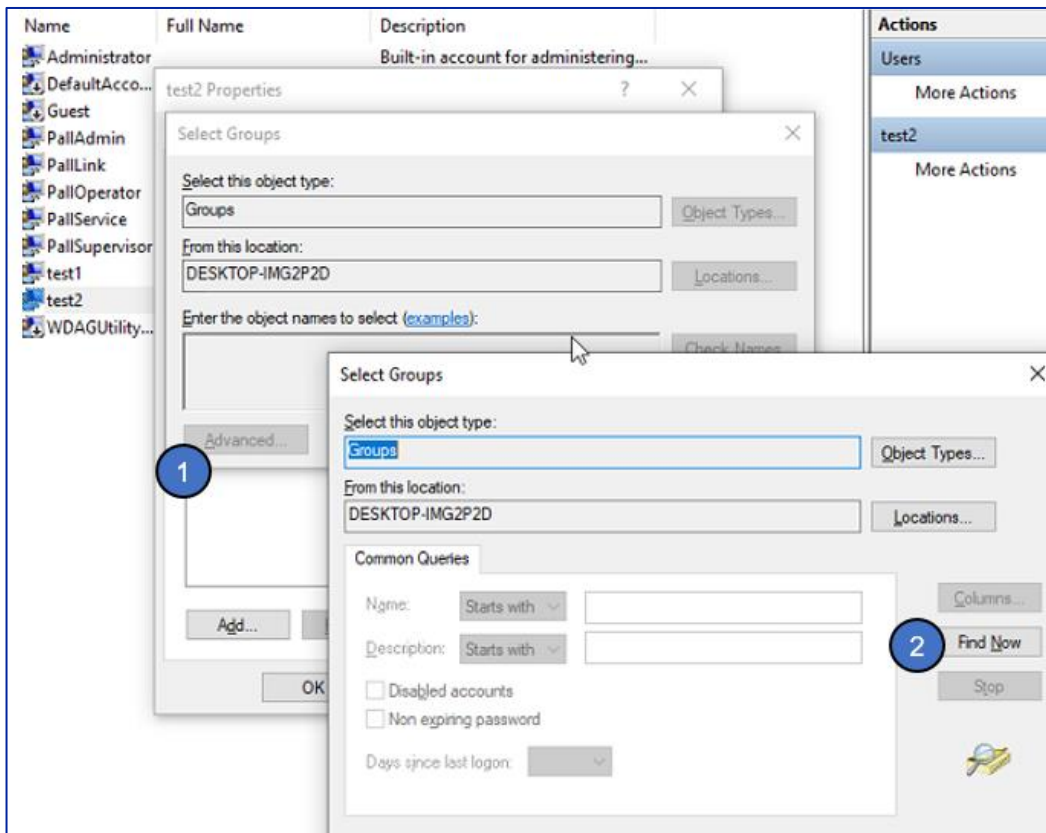 Name Full Name Description Actions
Administrator Built-in account for administering... Users
DefaultAcco... test2 Properties ? More Actions
Guest
PallAdmin Select Groups test2
PallLink More Actions
PallOperator Select this object type:
PallService Groups Object Types...
PallSupervisor From this location:
test1 DESKTOP-IMG2P2D Locations...
test2
WDAGUtility... Enter the object names to select (examples):
Check Names
Select Groups
Select this object type:
Advanced... Groups Object Types...
1
From this location:
DESKTOP-IMG2P2D Locations...
Common Queries
Name: Starts with Columns...
Add... Description: Starts with 2 Find Now
OK Disabled accounts Stop
Non expiring password
Days since last logon: